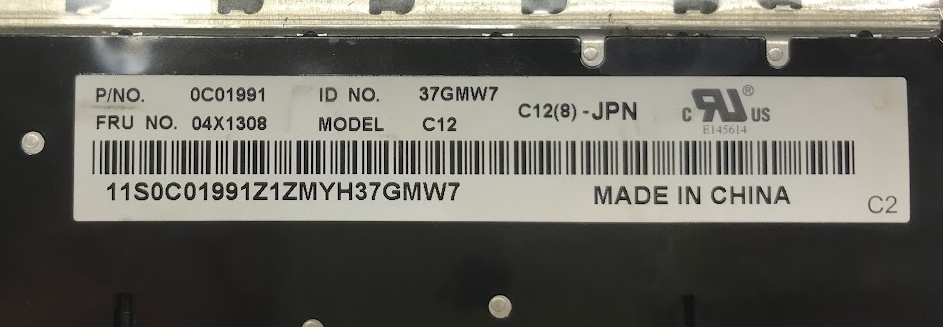 P/NO. 0C01991 ID NO. 37GMW7
FRU NO. 04X1308 MODEL C12 C12(8) -JPN
c RU ® US
E145614
11S0C01991Z1ZMYH37GMW7 MADE IN CHINA
C2